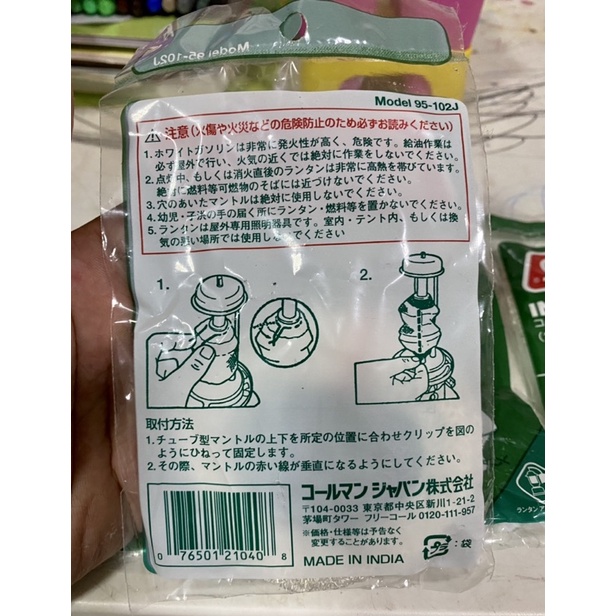 Model 95-102J
Model 95-102J
⚠ 注意(火傷や火災などの危険防止のため必ずお読みください)
1. ホワイトガソリンは非常に発火性が高く、危険です。給油作業は
必ず屋外で行い、火気の近くでは絶対に作業をしないでください。
2. 点気中、もしくは消火直後のランタンは非常に高熱を帯びています。
絶対に燃料等可燃物のそばには近づけないでください。
3. 穴のあいたマントルは絶対に使用しないでください。
4. 幼児・子供の手の届く所にランタン・燃料等を置かないでください。
5. ランタンは屋外専用照明器具です。室内・テント内、もしくは換
気の悪い場所では使用しないでください
1.
2.
取付方法
1. チューブ型マントルの上下を所定の位置に合わせクリップを図の
ようにひねって固定します。
2. その際、マントルの赤い線が垂直になるようにしてください。
コールマン ジャパン株式会社
〒104-0033 東京都中央区新川1-21-2
茅場町タワー フリーコール 0120-111-957
※価格・仕様等は予告なく
変更することがあります。
MADE IN INDIA
プラ :袋
0 76501 21040 8